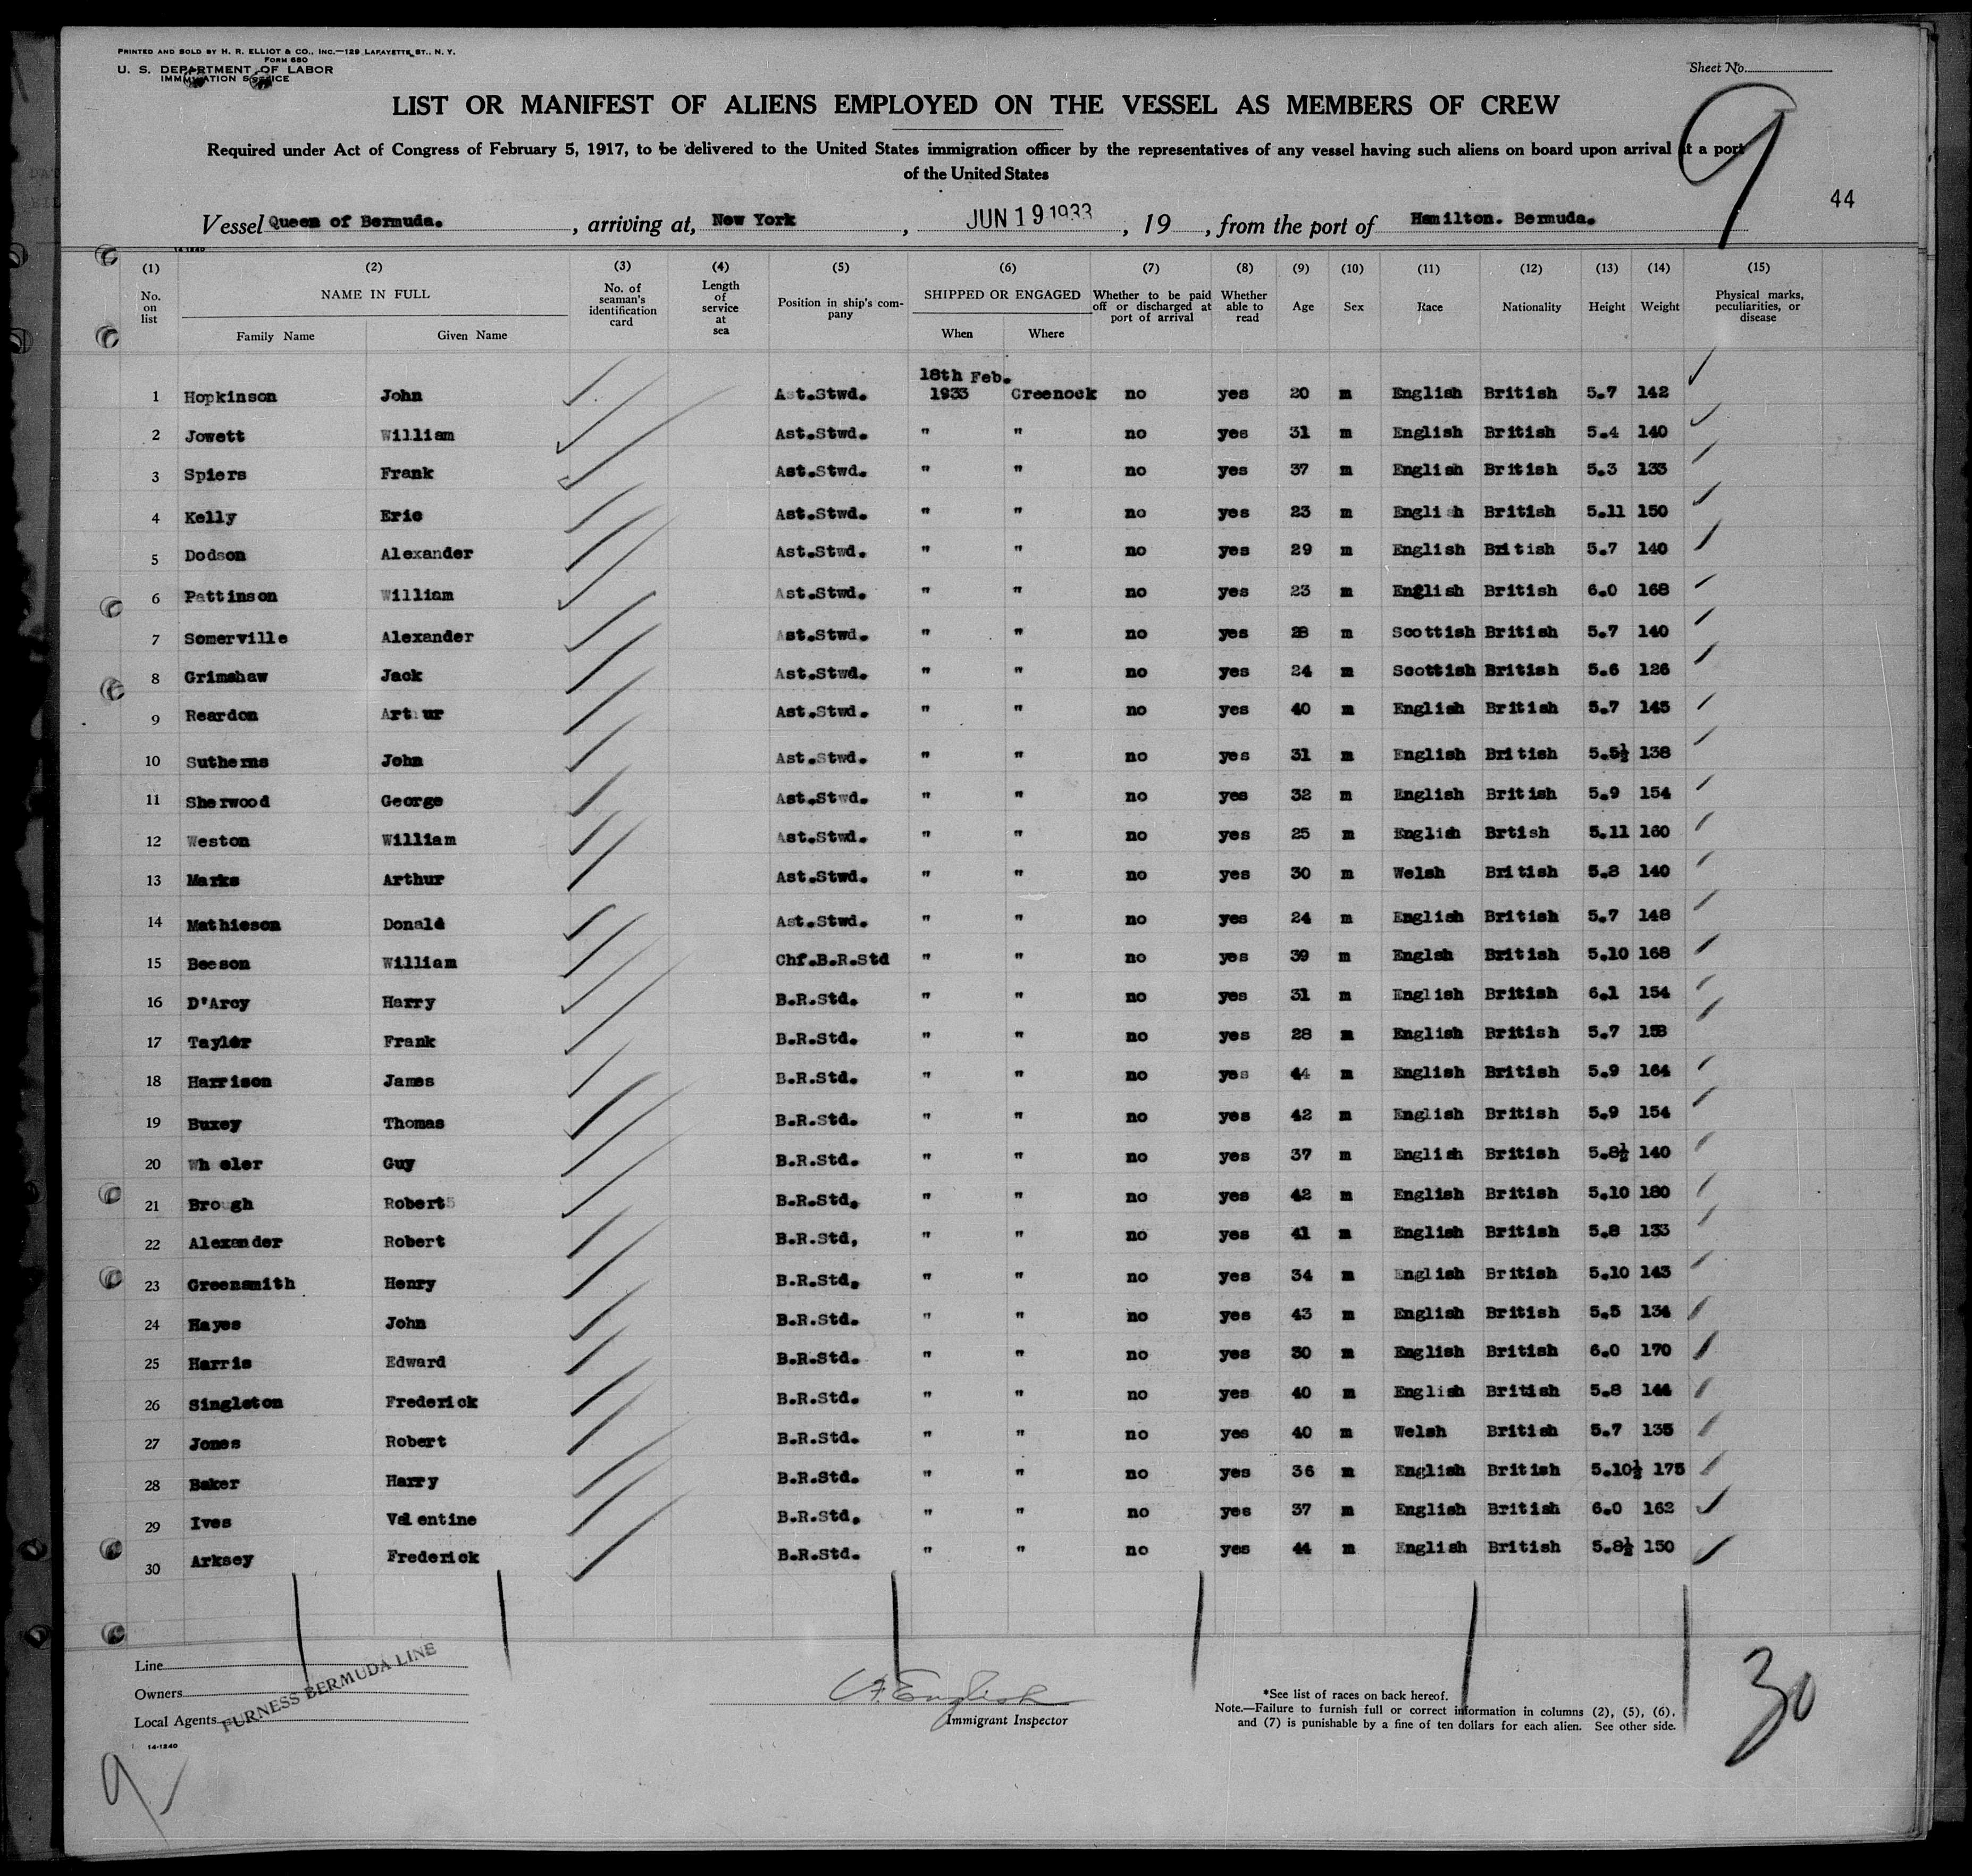 PRINTED AND SOLD BY H. R. ELLIOT & CO., INC.—129 LAFAYETTE ST., N. Y.
FORM 680
U. S. DEPARTMENT OF LABOR
IMMIGRATION SERVICE
Sheet No.
LIST OR MANIFEST OF ALIENS EMPLOYED ON THE VESSEL AS MEMBERS OF CREW
9
Required under Act of Congress of February 5, 1917, to be delivered to the United States immigration officer by the representatives of any vessel having such aliens on board upon arrival at a port
of the United States
44
Vessel Queen of Bermuda. , arriving at, New York , JUN 19 1933 , 19 , from the port of Hamilton. Bermuda.
14-1240
(1) (2) (3) (4) (5) (6) (7) (8) (9) (10) (11) (12) (13) (14) (15)
No. on list NAME IN FULL Family Name Given Name No. of seaman's identification card Length of service at sea Position in ship's company SHIPPED OR ENGAGED When Where Whether to be paid off or discharged at port of arrival Whether able to read Age Sex Race Nationality Height Weight Physical marks, peculiarities, or disease
18th Feb.
1 Hopkinson John Ast.Stwd. 1933 Greenock no yes 20 m English British 5.7 142
2 Jowett William Ast.Stwd. " " no yes 31 m English British 5.4 140
3 Spiers Frank Ast.Stwd. " " no yes 37 m English British 5.3 133
4 Kelly Eric Ast.Stwd. " " no yes 23 m English British 5.11 150
5 Dodson Alexander Ast.Stwd. " " no yes 29 m English British 5.7 140
6 Pattinson William Ast.Stwd. " " no yes 23 m English British 6.0 168
7 Somerville Alexander Ast.Stwd. " " no yes 28 m Scottish British 5.7 140
8 Grimshaw Jack Ast.Stwd. " " no yes 24 m Scottish British 5.6 126
9 Reardon Arthur Ast.Stwd. " " no yes 40 m English British 5.7 145
10 Sutherns John Ast.Stwd. " " no yes 31 m English British 5.5½ 138
11 Sherwood George Ast.Stwd. " " no yes 32 m English British 5.9 154
12 Weston William Ast.Stwd. " " no yes 25 m English Brtish 5.11 160
13 Marks Arthur Ast.Stwd. " " no yes 30 m Welsh British 5.8 140
14 Mathieson Donald Ast.Stwd. " " no yes 24 m English British 5.7 148
15 Beeson William Chf.B.R.Std " " no yes 39 m Englsh British 5.10 168
16 D'Arcy Harry B.R.Std. " " no yes 31 m English British 6.1 154
17 Taylor Frank B.R.Std. " " no yes 28 m English British 5.7 158
18 Harrison James B.R.Std. " " no yes 44 m English British 5.9 164
19 Buxey Thomas B.R.Std. " " no yes 42 m English British 5.9 154
20 Wh eler Guy B.R.Std. " " no yes 37 m English British 5.8½ 140
21 Brough Robert B.R.Std. " " no yes 42 m English British 5.10 180
22 Alexander Robert B.R.Std, " " no yes 41 m English British 5.8 133
23 Greensmith Henry B.R.Std. " " no yes 34 m English British 5.10 143
24 Hayes John B.R.Std. " " no yes 43 m English British 5.5 134
25 Harris Edward B.R.Std. " " no yes 30 m English British 6.0 170
26 Singleton Frederick B.R.Std. " " no yes 40 m English British 5.8 144
27 Jones Robert B.R.Std. " " no yes 40 m Welsh British 5.7 135
28 Baker Harry B.R.Std. " " no yes 36 m English British 5.10½ 175
29 Ives Valentine B.R.Std. " " no yes 37 m English British 6.0 162
30 Arksey Frederick B.R.Std. " " no yes 44 m English British 5.8½ 150
Line
Owners
Local Agents
FURNESS BERMUDA LINE
English
Immigrant Inspector
*See list of races on back hereof.
Note.—Failure to furnish full or correct information in columns (2), (5), (6),
and (7) is punishable by a fine of ten dollars for each alien. See other side.
30
14-1240
9